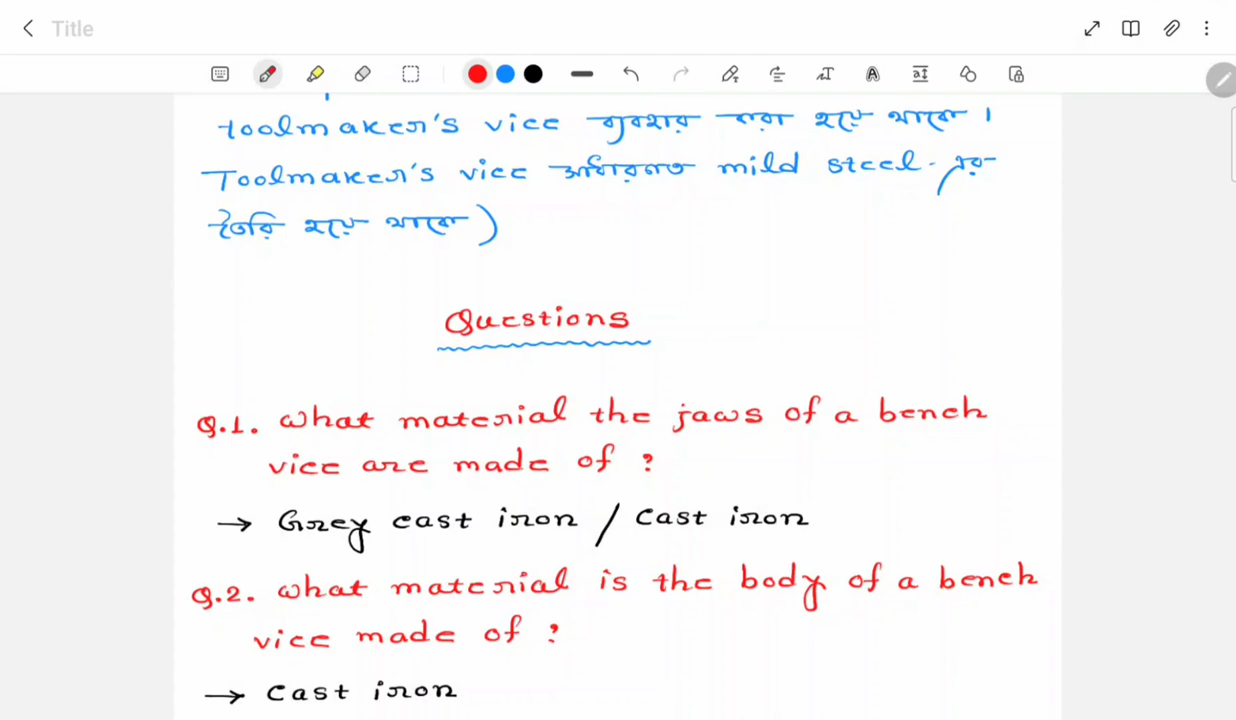 Title
toolmaker's vice ব্যবহার করা হয়ে থাকে।
Toolmaker's vice সাধারণত mild steel-এর
তৈরি হয়ে থাকে)
Questions
Q.1. What material the jaws of a bench
vice are made of ?
→ Grey cast iron / Cast iron
Q.2. What material is the body of a bench
vice made of ?
→ Cast iron